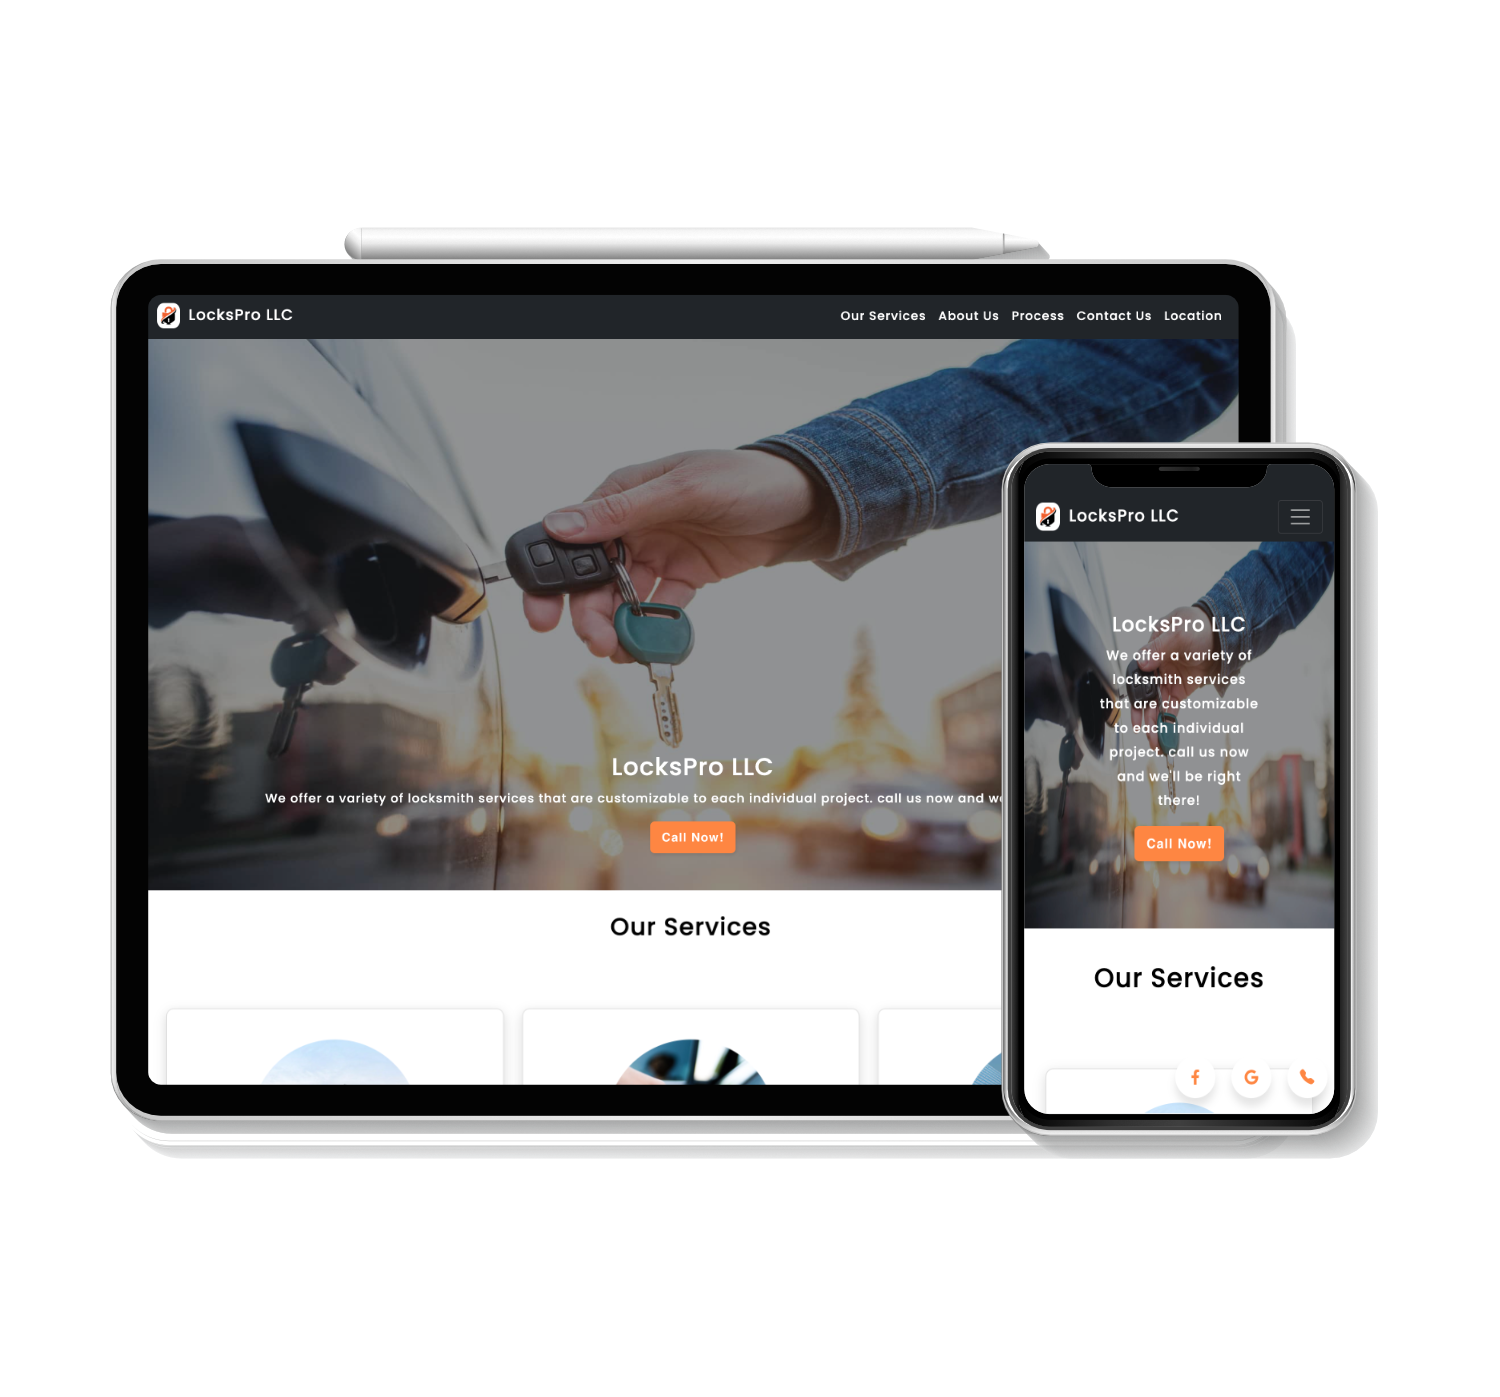 LocksPro LLC
Our Services About Us Process Contact Us Location
LocksPro LLC
We offer a variety of locksmith services that are customizable to each individual project. call us now and
Call Now!
Our Services
LocksPro LLC
LocksPro LLC
We offer a variety of
locksmith services
that are customizable
to each individual
project. call us now
and we'll be right
there!
Call Now!
Our Services